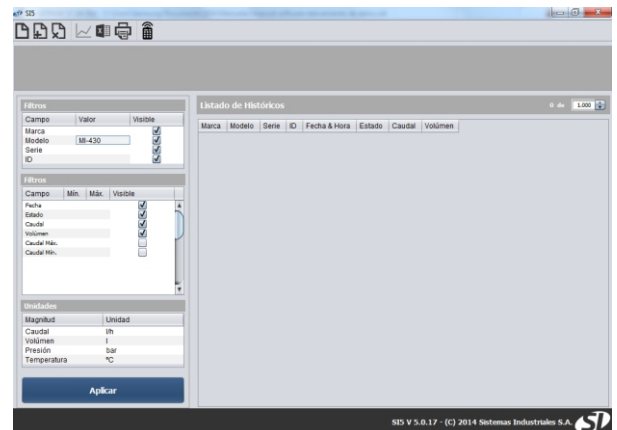 SI5
Filtros
Campo Valor Visible
Marca
Modelo MI-430
Serie
ID
Filtros
Campo Mín. Máx. Visible
Fecha
Estado
Caudal
Volúmen
Caudal Máx.
Caudal Mín.
Unidades
Magnitud Unidad
Caudal l/h
Volúmen l
Presión bar
Temperatura ºC
Aplicar
Listado de Históricos 0 de 1.000
Marca Modelo Serie ID Fecha & Hora Estado Caudal Volúmen
SI5 V 5.0.17 - (C) 2014 Sistemas Industriales S.A.